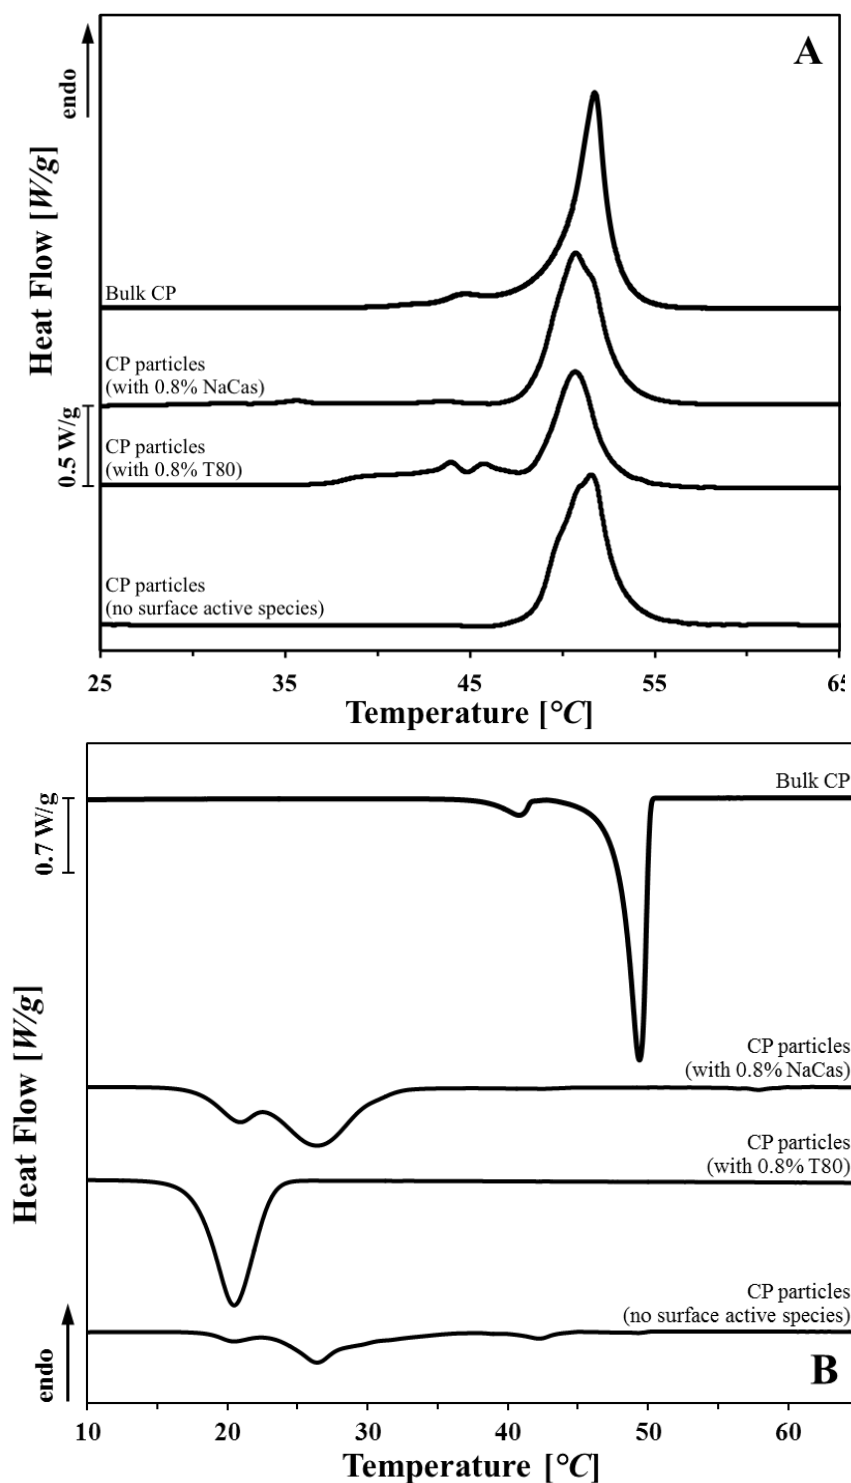 A
endo
Heat Flow [W/g]
Bulk CP
CP particles
(with 0.8% NaCas)
0.5 W/g
CP particles
(with 0.8% T80)
CP particles
(no surface active species)
25 35 45 55 65
Temperature [°C]
Bulk CP
0.7 W/g
Heat Flow [W/g]
CP particles
(with 0.8% NaCas)
CP particles
(with 0.8% T80)
CP particles
(no surface active species)
endo
B
10 20 30 40 50 60
Temperature [°C]